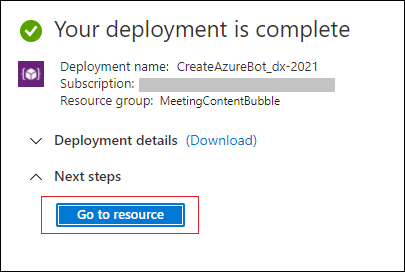 Your deployment is complete
Deployment name: CreateAzureBot_dx-2021
Subscription:
Resource group: MeetingContentBubble
Deployment details (Download)
Next steps
Go to resource